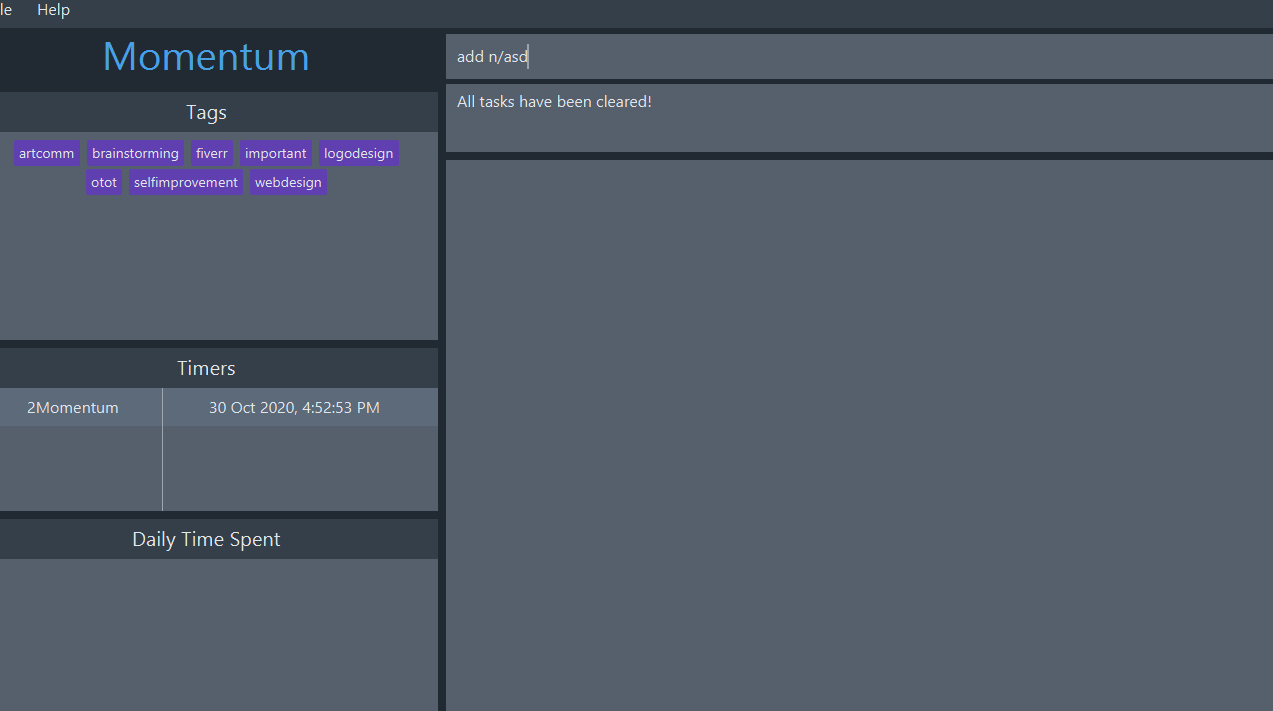 le Help
Momentum
Tags
artcomm brainstorming fiverr important logodesign
otot selfimprovement webdesign
Timers
2Momentum 30 Oct 2020, 4:52:53 PM
Daily Time Spent
add n/asd
All tasks have been cleared!